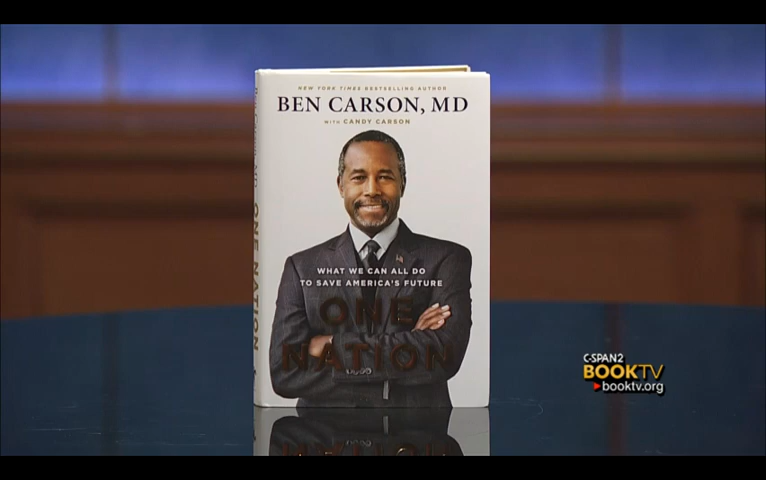 NEW YORK TIMES BESTSELLING AUTHOR
BEN CARSON, MD
WITH CANDY CARSON
WHAT WE CAN ALL DO
TO SAVE AMERICA'S FUTURE
ONE
NATION
ONE NATION
C-SPAN2
BOOKTV
booktv.org